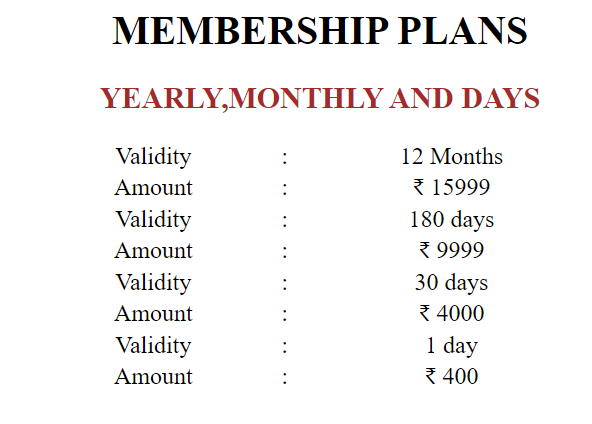 MEMBERSHIP PLANS
YEARLY,MONTHLY AND DAYS
Validity : 12 Months
Amount : ₹ 15999
Validity : 180 days
Amount : ₹ 9999
Validity : 30 days
Amount : ₹ 4000
Validity : 1 day
Amount : ₹ 400